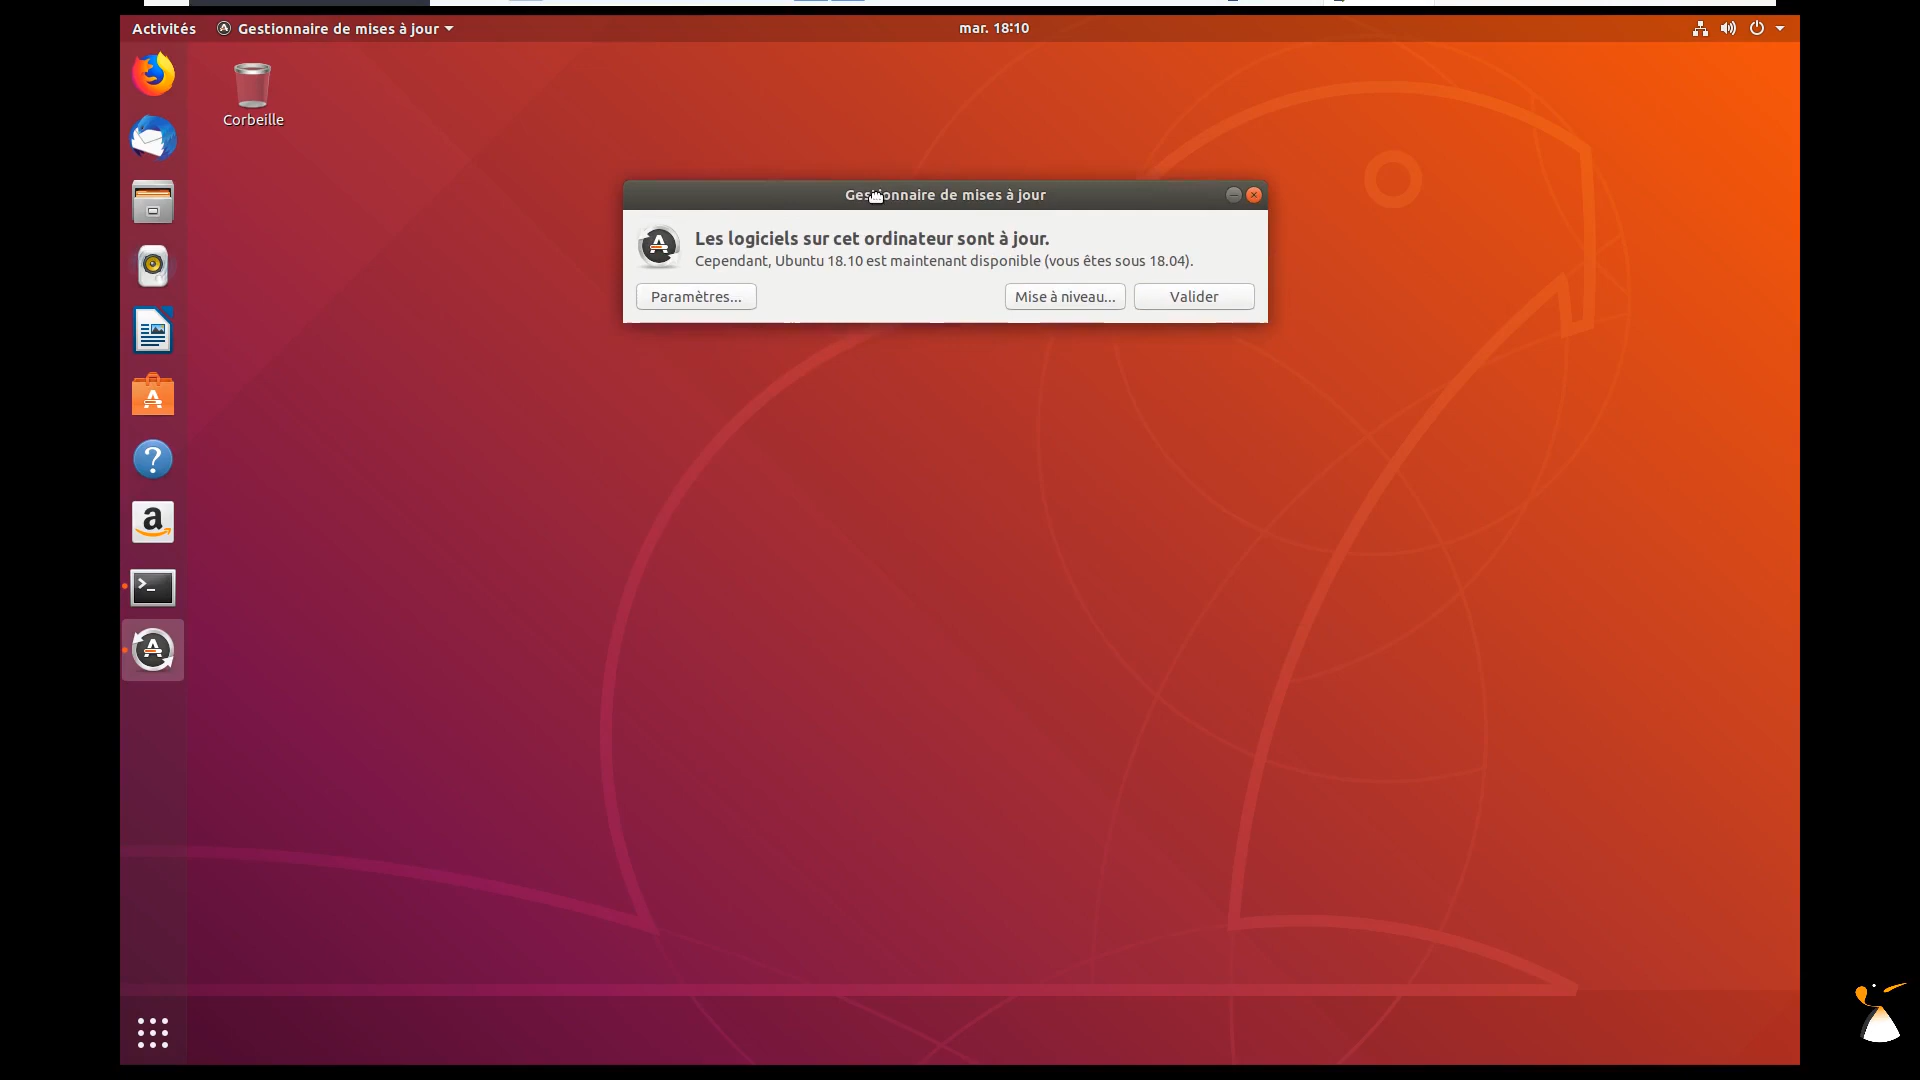 Activités
Gestionnaire de mises à jour
mar. 18:10
Corbeille
Gestionnaire de mises à jour
Les logiciels sur cet ordinateur sont à jour.
Cependant, Ubuntu 18.10 est maintenant disponible (vous êtes sous 18.04).
Paramètres...
Mise à niveau...
Valider